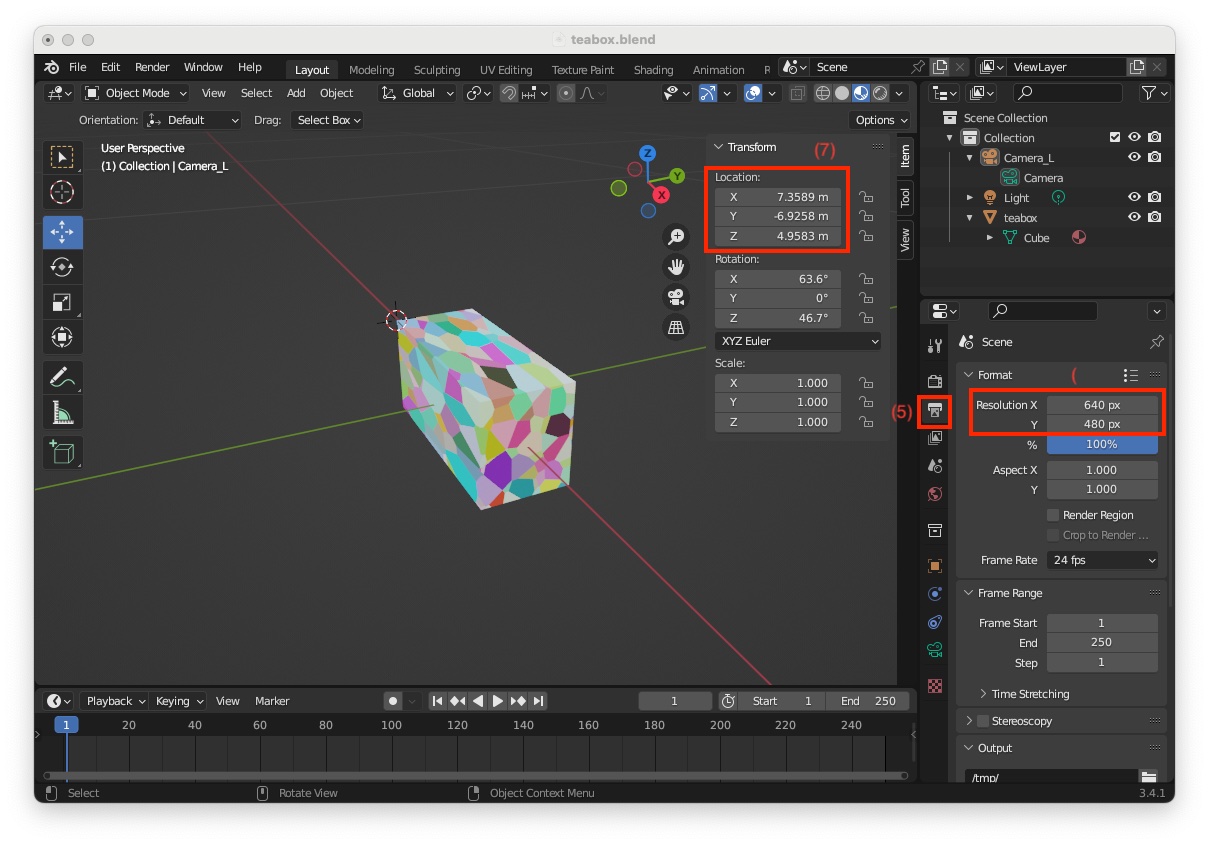 teabox.blend
File Edit Render Window Help Layout Modeling Sculpting UV Editing Texture Paint Shading Animation R Scene ViewLayer
Object Mode View Select Add Object Global
Orientation: Default Drag: Select Box Options
User Perspective
(1) Collection | Camera_L
Z
Y
X
Transform (7)
Location:
X 7.3589 m
Y -6.9258 m
Z 4.9583 m
Rotation:
X 63.6°
Y 0°
Z 46.7°
XYZ Euler
Scale:
X 1.000
Y 1.000
Z 1.000
Item
Tool
View
Scene Collection
Collection
Camera_L
Camera
Light
teabox
Cube
(5)
Scene
Format (
Resolution X 640 px
Y 480 px
% 100%
Aspect X 1.000
Y 1.000
Render Region
Crop to Render ...
Frame Rate 24 fps
Frame Range
Frame Start 1
End 250
Step 1
Time Stretching
Stereoscopy
Output
/tmp/
Playback Keying View Marker 1 Start 1 End 250
1 20 40 60 80 100 120 140 160 180 200 220 240
Select Rotate View Object Context Menu 3.4.1